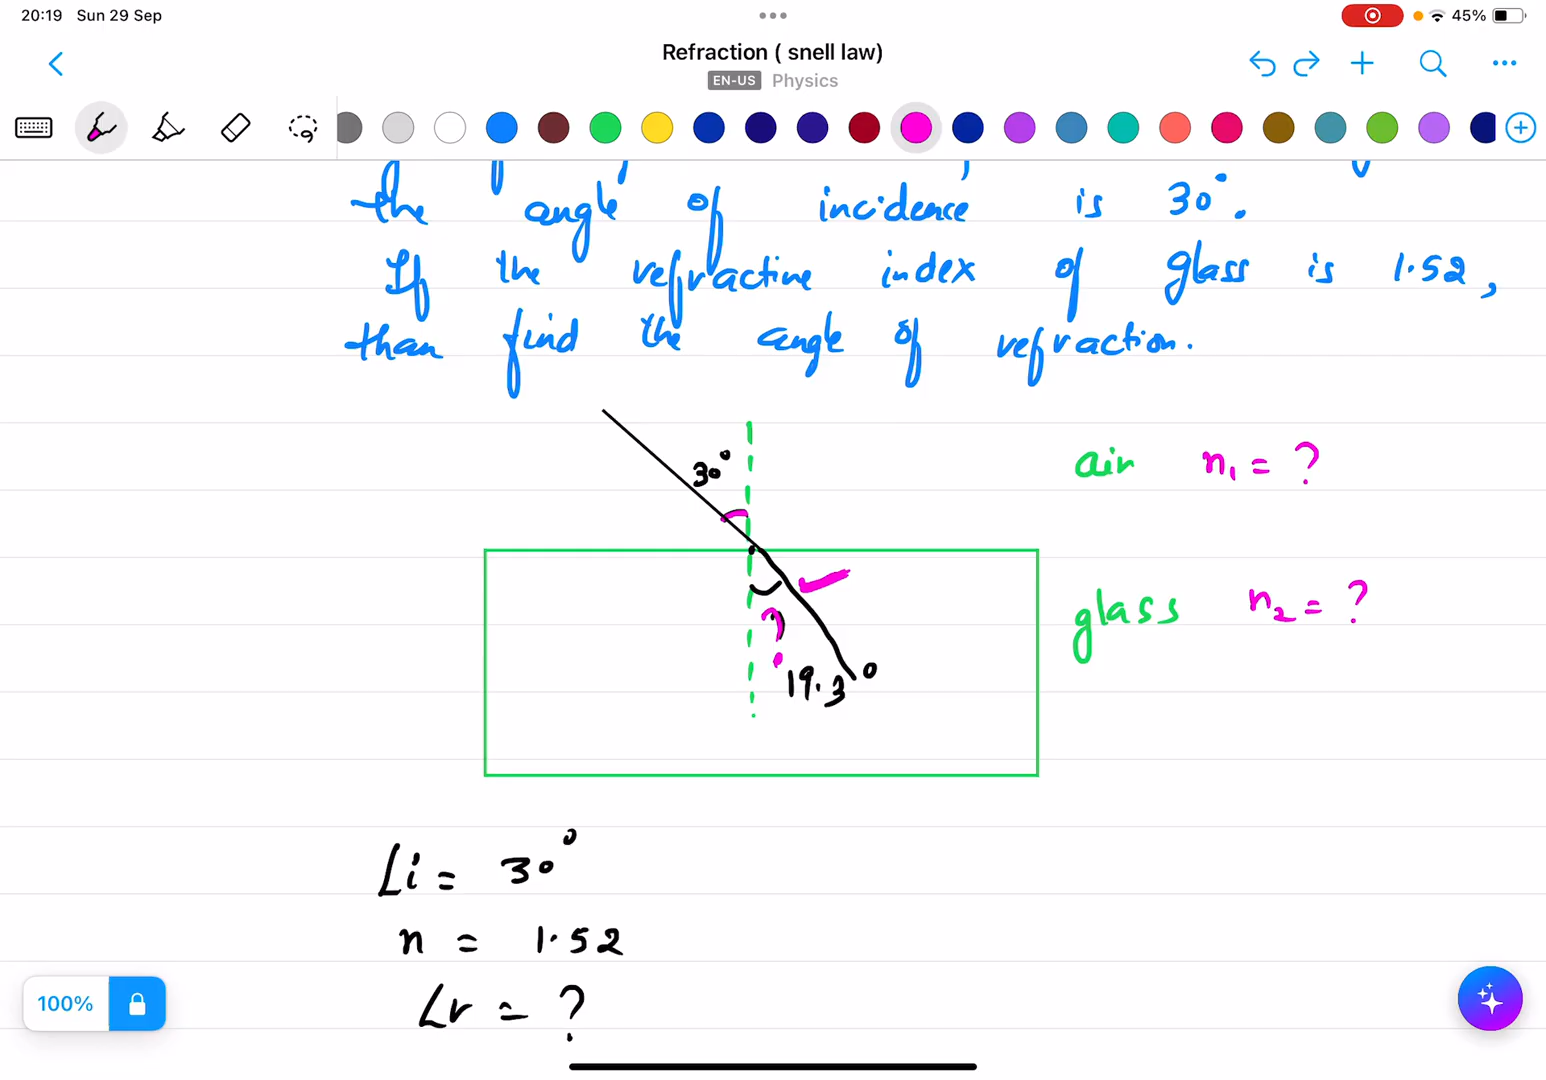 20:19 Sun 29 Sep
45%
Refraction ( snell law)
EN-US Physics
the angle of incidence is 30°.
If the refractive index of glass is 1.52,
than find the angle of refraction.
30°
air n₁ = ?
glass n₂ = ?
?
19.3°
∠i = 30°
n = 1.52
∠r = ?
100%